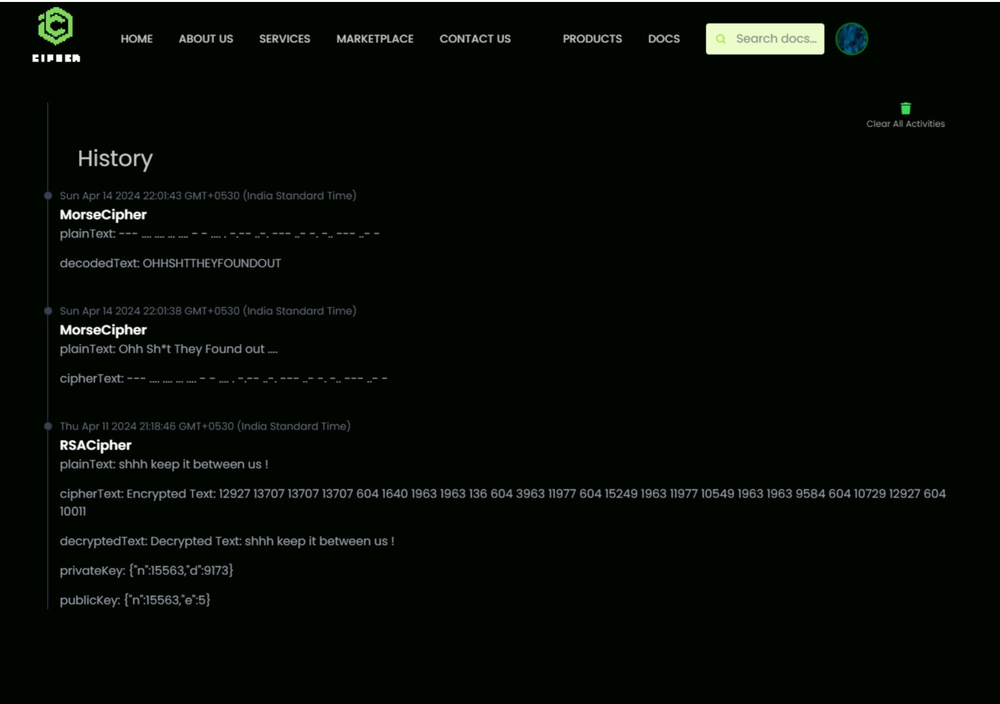 CIPHER
HOME ABOUT US SERVICES MARKETPLACE CONTACT US PRODUCTS DOCS Search docs...
Clear All Activities
History
Sun Apr 14 2024 22:01:43 GMT+0530 (India Standard Time)
MorseCipher
plainText: --- .... .... ... .... - - .... . -.-- ..-. --- ..- -. -.. --- ..- -
decodedText: OHHSHTTHEYFOUNDOUT
Sun Apr 14 2024 22:01:38 GMT+0530 (India Standard Time)
MorseCipher
plainText: Ohh Sh*t They Found out ....
cipherText: --- .... .... ... .... - - .... . -.-- ..-. --- ..- -. -.. --- ..- -
Thu Apr 11 2024 21:18:46 GMT+0530 (India Standard Time)
RSACipher
plainText: shhh keep it between us !
cipherText: Encrypted Text: 12927 13707 13707 13707 604 1640 1963 1963 136 604 3963 11977 604 15249 1963 11977 10549 1963 1963 9584 604 10729 12927 604
10011
decryptedText: Decrypted Text: shhh keep it between us !
privateKey: {"n":15563,"d":9173}
publicKey: {"n":15563,"e":5}